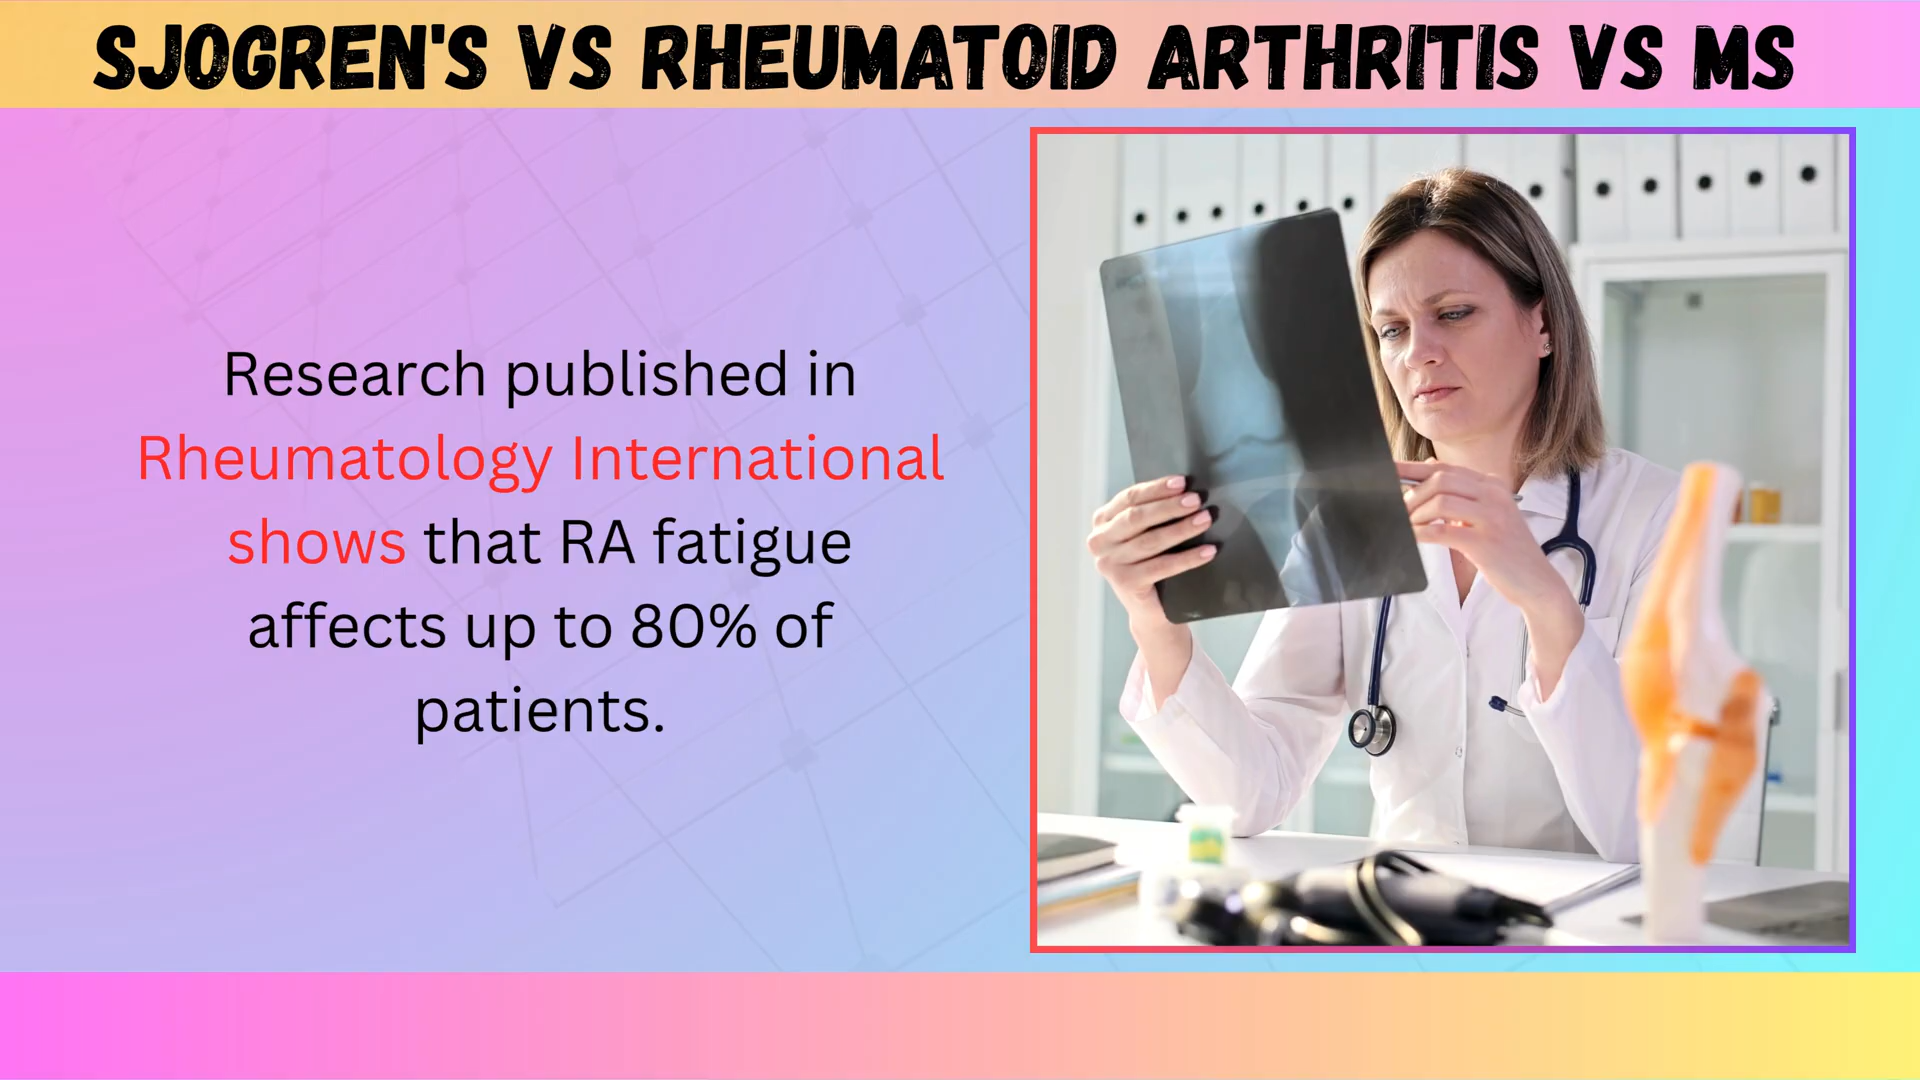 SJOGREN'S VS RHEUMATOID ARTHRITIS VS MS
Research published in
Rheumatology International
shows that RA fatigue
affects up to 80% of
patients.